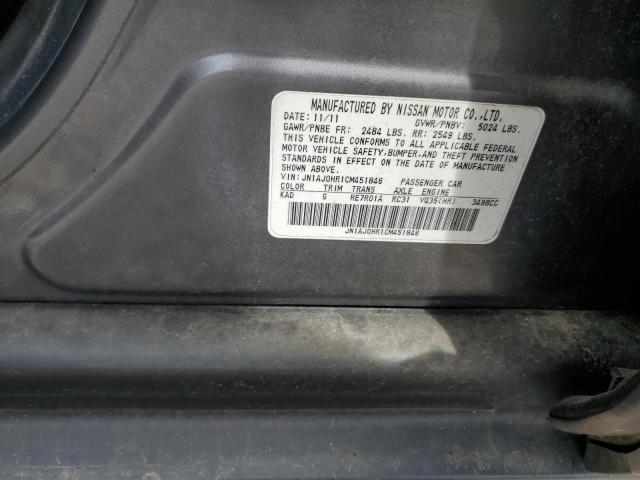 MANUFACTURED BY NISSAN MOTOR CO.,LTD.
DATE: 11/11 GVWR/PNBV: 5024 LBS.
GAWR/PNBE FR: 2484 LBS. RR: 2549 LBS.
THIS VEHICLE CONFORMS TO ALL APPLICABLE FEDERAL
MOTOR VEHICLE SAFETY,BUMPER,AND THEFT PREVENTION
STANDARDS IN EFFECT ON THE DATE OF MANUFACTURE
SHOWN ABOVE.
VIN: JN1AJ0HR1CM451846 PASSENGER CAR
COLOR TRIM TRANS AXLE ENGINE
KAD G RE7R01A RC31 VQ35(HR) 3498CC
JN1AJ0HR1CM451846